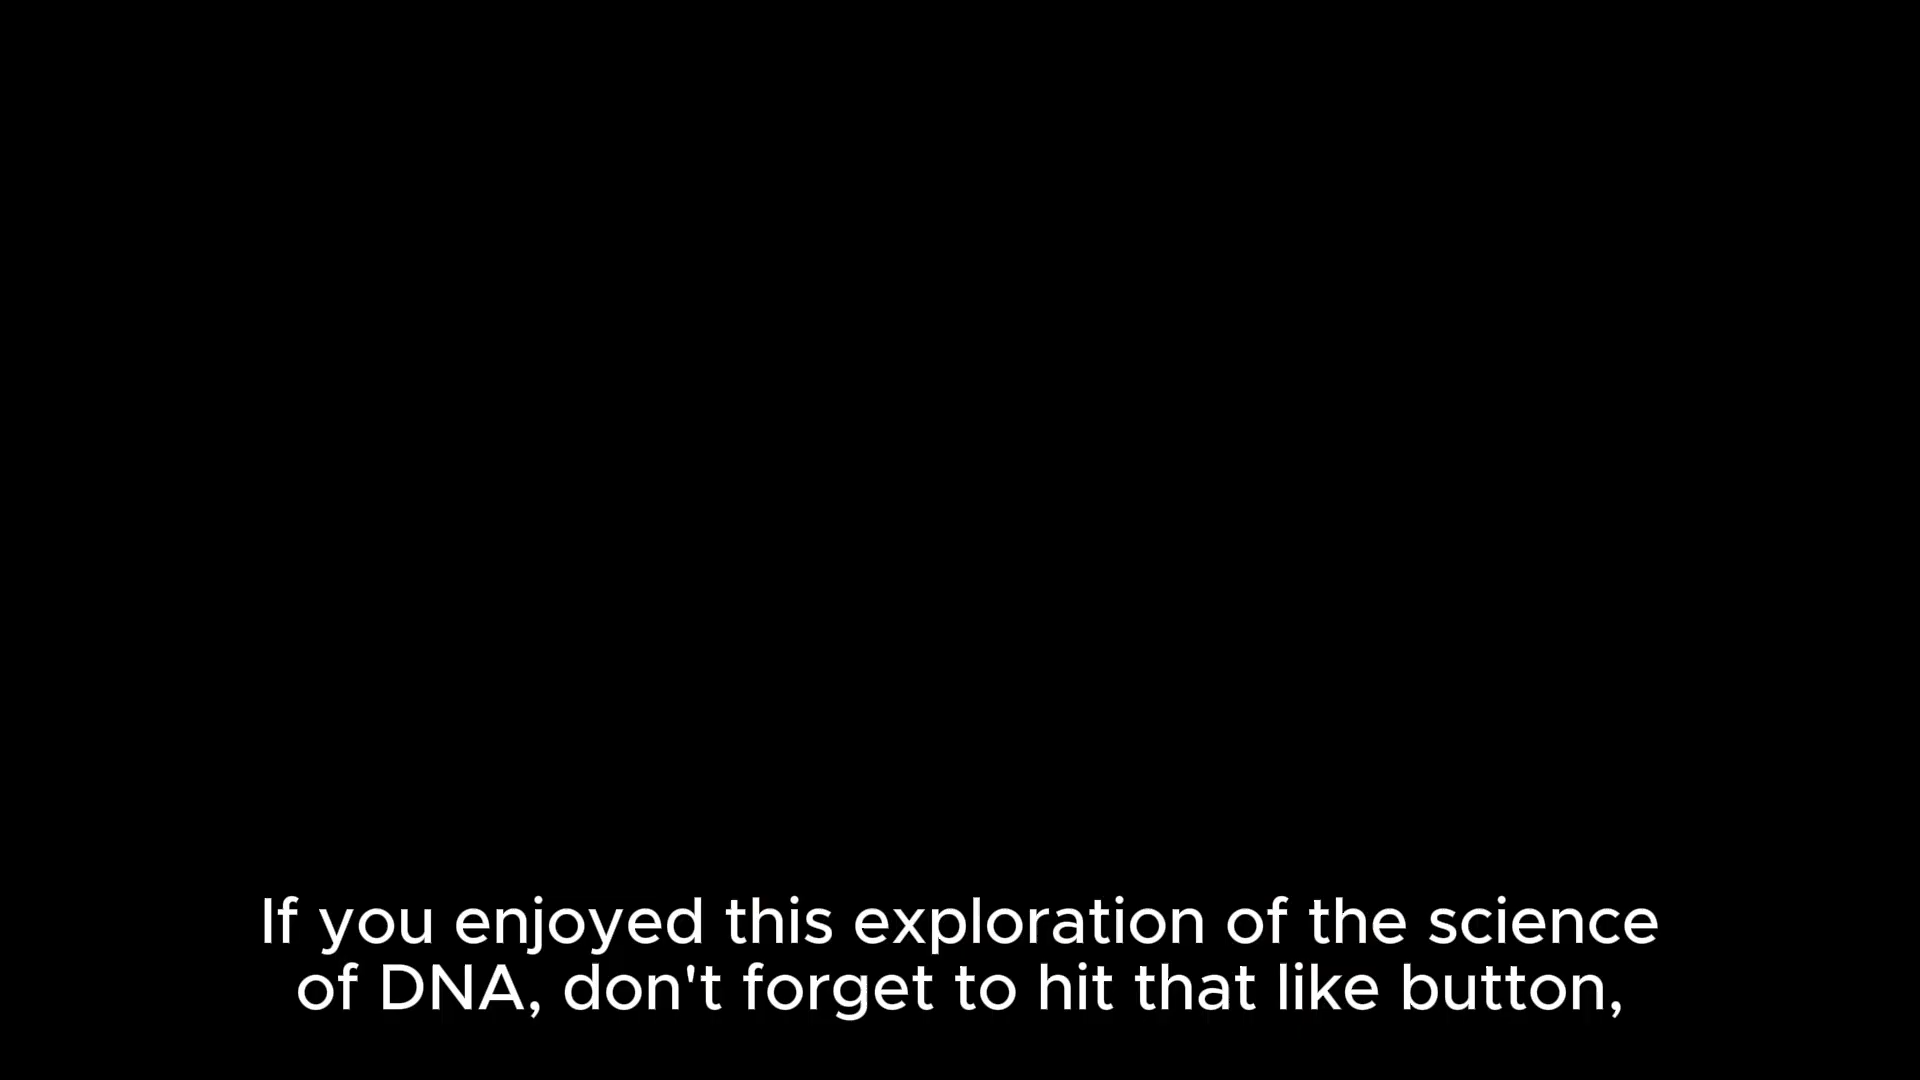 If you enjoyed this exploration of the science
of DNA, don't forget to hit that like button,